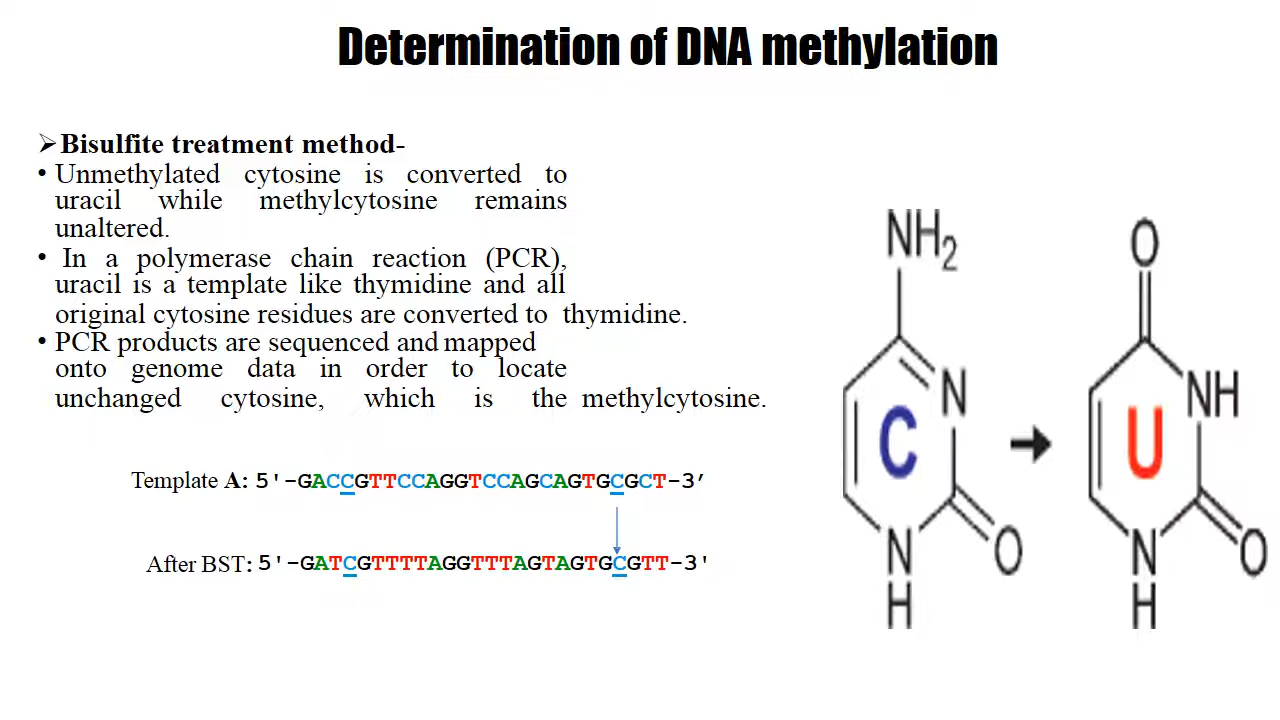 Determination of DNA methylation
➢ Bisulfite treatment method-
• Unmethylated cytosine is converted to
uracil while methylcytosine remains
unaltered.
• In a polymerase chain reaction (PCR),
uracil is a template like thymidine and all
original cytosine residues are converted to thymidine.
• PCR products are sequenced and mapped
onto genome data in order to locate
unchanged cytosine, which is the methylcytosine.
Template A: 5'-GACCGTTCCAGGTCCAGCAGTGCGCT-3’
After BST: 5'-GATCGTTTTAGGTTTAGTAGTGCGTT-3'
NH2
N
C
N
H
O
O
NH
U
N
H
O